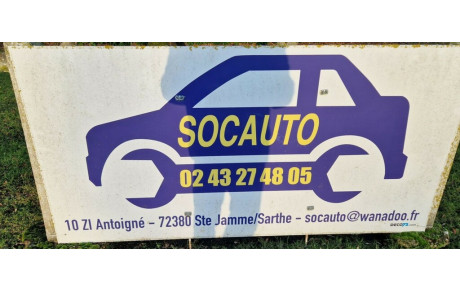 SOCAUTO
02 43 27 48 05
10 ZI Antoigné – 72380 Ste Jamme/Sarthe – socauto@wanadoo.fr